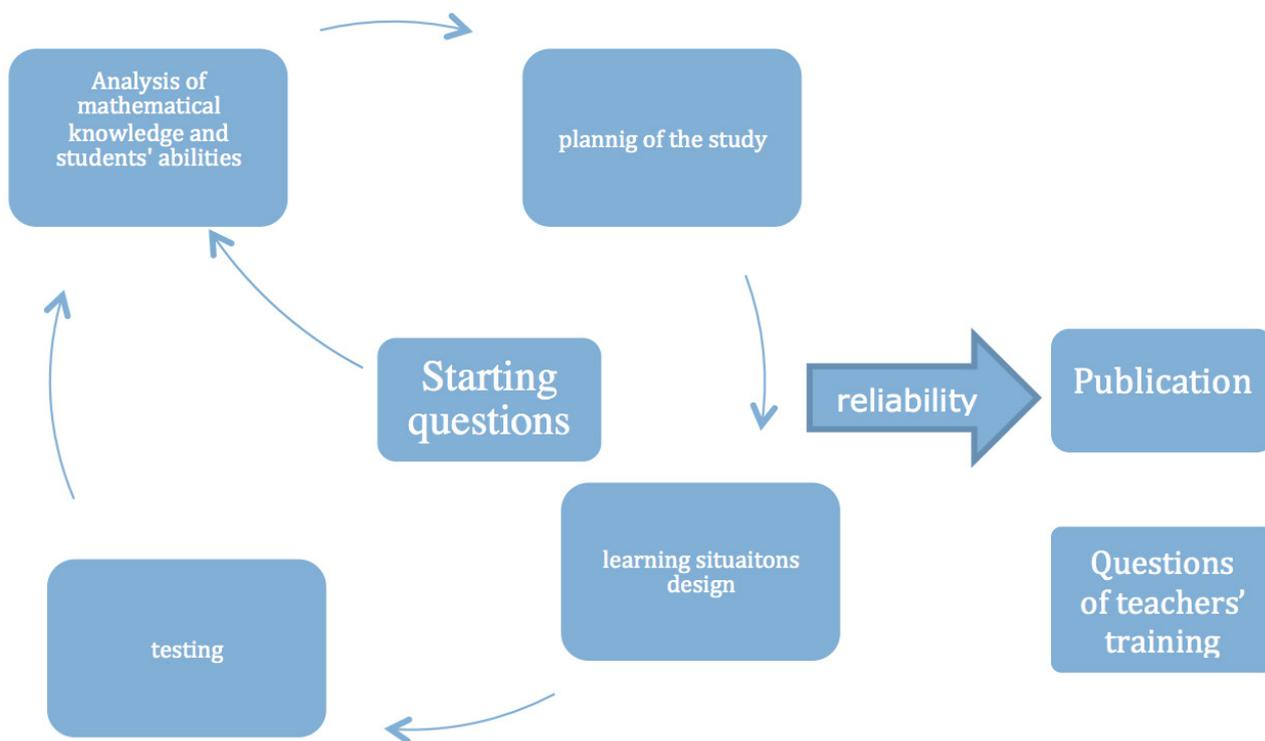 Analysis of
mathematical
knowledge and
students' abilities
plannig of the study
Starting
questions
reliability
Publication
learning situaitons
design
Questions
of teachers’
training
testing